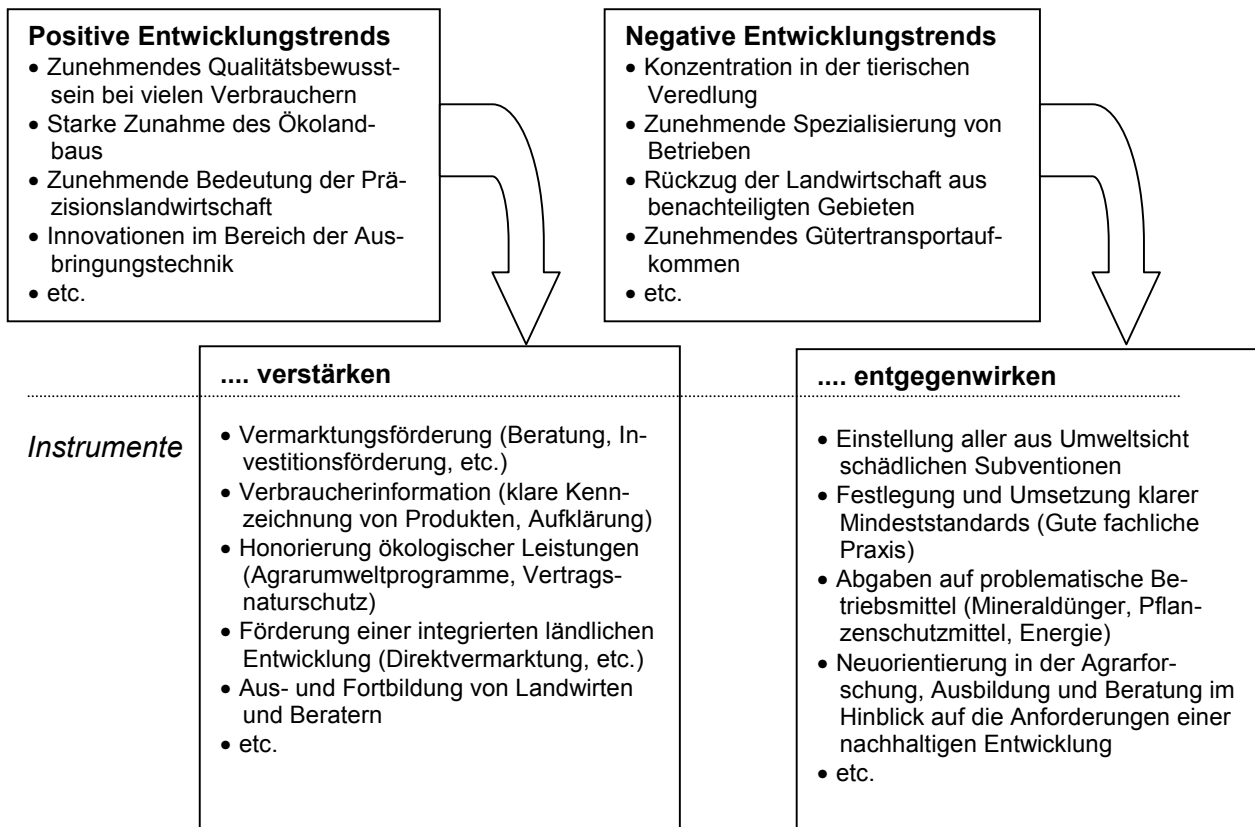 Positive Entwicklungstrends
• Zunehmendes Qualitätsbewusst-
sein bei vielen Verbrauchern
• Starke Zunahme des Ökoland-
baus
• Zunehmende Bedeutung der Prä-
zisionslandwirtschaft
• Innovationen im Bereich der Aus-
bringungstechnik
• etc.
Negative Entwicklungstrends
• Konzentration in der tierischen
Veredlung
• Zunehmende Spezialisierung von
Betrieben
• Rückzug der Landwirtschaft aus
benachteiligten Gebieten
• Zunehmendes Gütertransportauf-
kommen
• etc.
Instrumente
.... verstärken
• Vermarktungsförderung (Beratung, In-
vestitionsförderung, etc.)
• Verbraucherinformation (klare Kenn-
zeichnung von Produkten, Aufklärung)
• Honorierung ökologischer Leistungen
(Agrarumweltprogramme, Vertrags-
naturschutz)
• Förderung einer integrierten ländlichen
Entwicklung (Direktvermarktung, etc.)
• Aus- und Fortbildung von Landwirten
und Beratern
• etc.
.... entgegenwirken
• Einstellung aller aus Umweltsicht
schädlichen Subventionen
• Festlegung und Umsetzung klarer
Mindeststandards (Gute fachliche
Praxis)
• Abgaben auf problematische Be-
triebsmittel (Mineraldünger, Pflan-
zenschutzmittel, Energie)
• Neuorientierung in der Agrarfor-
schung, Ausbildung und Beratung im
Hinblick auf die Anforderungen einer
nachhaltigen Entwicklung
• etc.